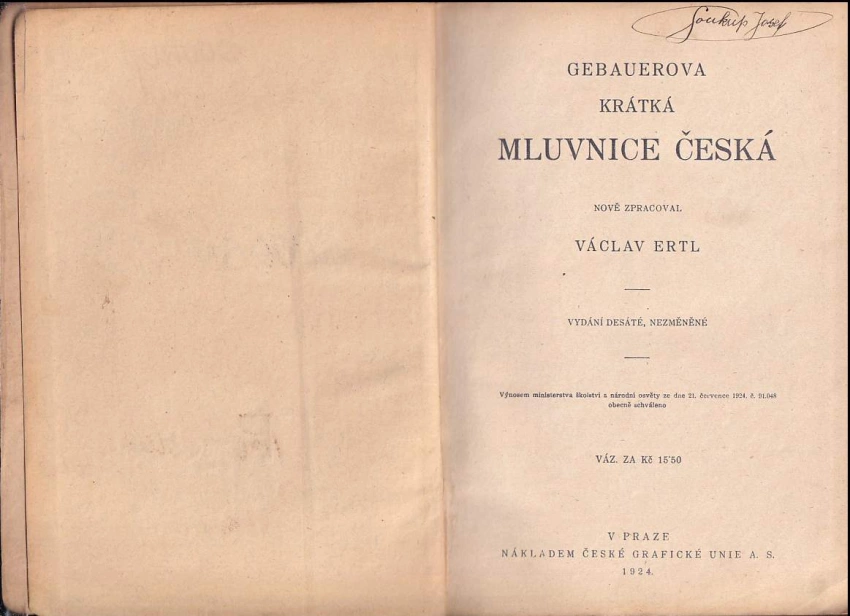 Soukup Josef
GEBAUEROVA
KRÁTKÁ
MLUVNICE ČESKÁ
NOVĚ ZPRACOVAL
VÁCLAV ERTL
VYDÁNÍ DESÁTÉ, NEZMĚNĚNÉ
Výnosem ministerstva školství a národní osvěty ze dne 21. července 1924, č. 91.048
obecně schváleno
VÁZ. ZA Kč 15˙50
V PRAZE
NÁKLADEM ČESKÉ GRAFICKÉ UNIE A. S.
1924.